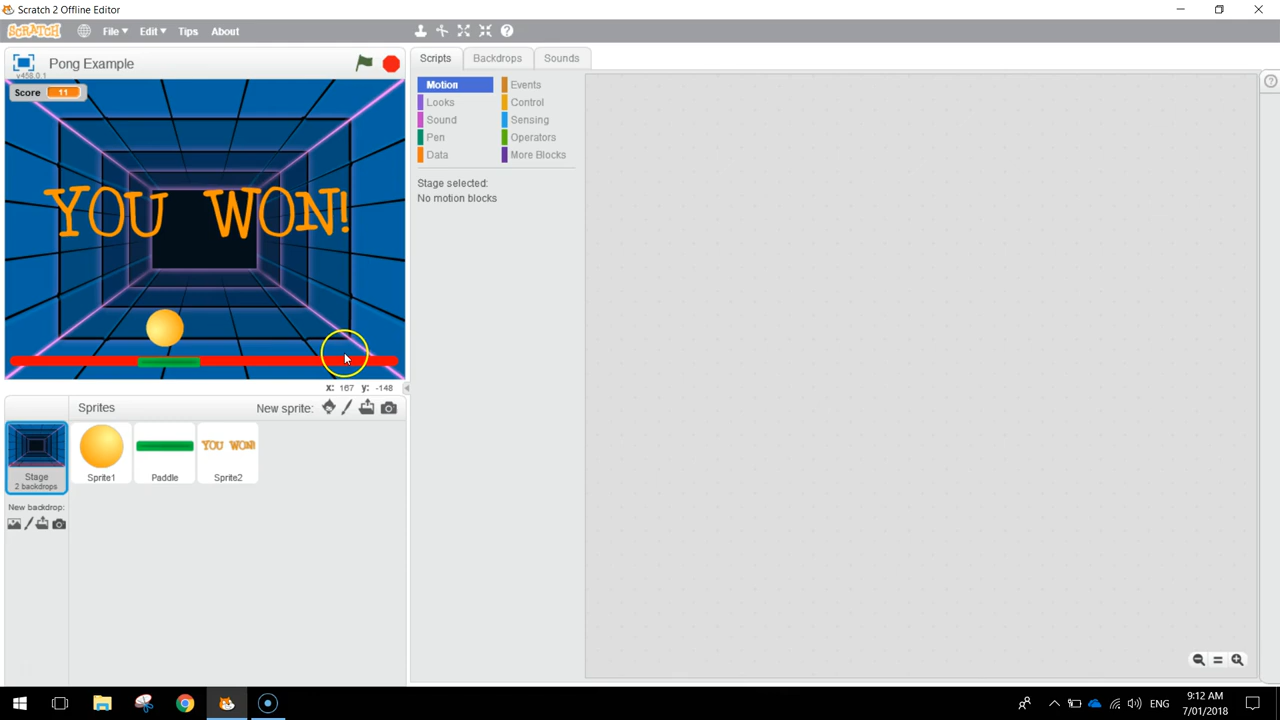 Scratch 2 Offline Editor
SCRATCH File Edit Tips About
Pong Example
v458.0.1
Score 11
YOU WON!
x: 167 y: -148
Scripts Backdrops Sounds
Motion Events
Looks Control
Sound Sensing
Pen Operators
Data More Blocks
Stage selected:
No motion blocks
Sprites New sprite:
YOU WON!
Stage
2 backdrops
Sprite1 Paddle Sprite2
New backdrop:
ENG
9:12 AM
7/01/2018